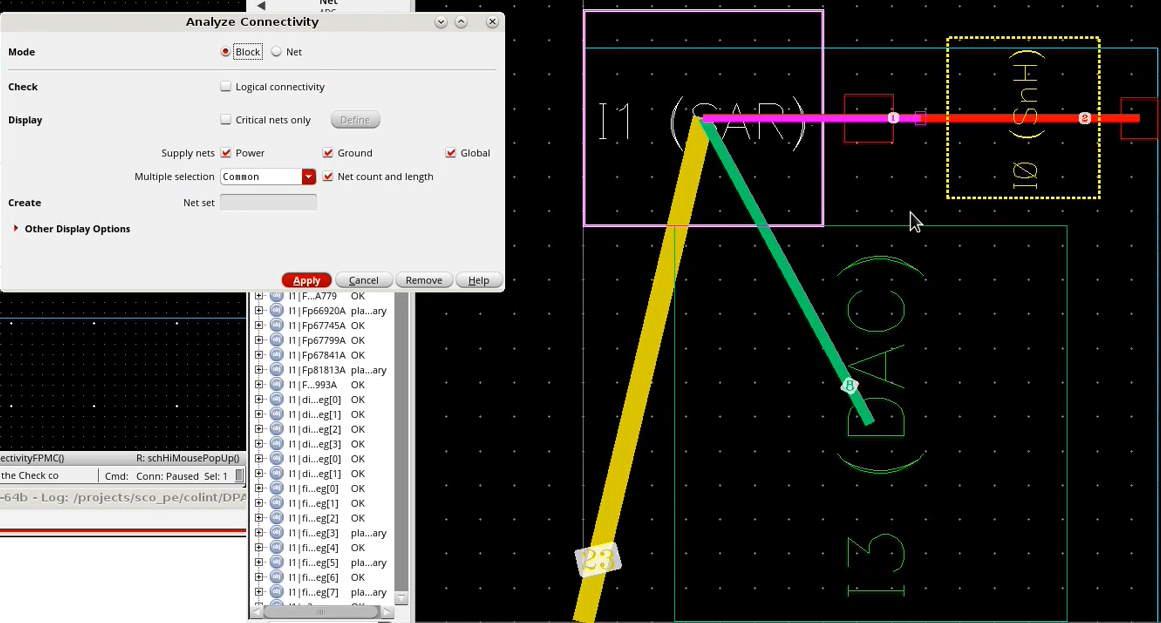 Net
Analyze Connectivity
Mode
Block
Net
Check
Logical connectivity
Display
Critical nets only
Define
Supply nets
Power
Ground
Global
Multiple selection
Common
Net count and length
Create
Net set
Other Display Options
Apply
Cancel
Remove
Help
I1|F...A779 OK
I1|Fp66920A pla...ary
I1|Fp67745A OK
I1|Fp67799A OK
I1|Fp67841A OK
I1|Fp81813A pla...ary
I1|F...993A OK
I1|di...eg[0] OK
I1|di...eg[1] OK
I1|di...eg[2] OK
I1|di...eg[3] OK
I1|di...eg[0] OK
I1|di...eg[1] OK
I1|fi...eg[0] OK
I1|fi...eg[1] OK
I1|fi...eg[2] OK
I1|fi...eg[3] pla...ary
I1|fi...eg[4] OK
I1|fi...eg[5] pla...ary
I1|fi...eg[6] OK
I1|fi...eg[7] pla...ary
ectivityFPMC()
R: schHiMousePopUp()
the Check co
Cmd:
Conn: Paused
Sel: 1
-64b - Log: /projects/sco_pe/colint/DPA
I1 (SAR)
1
2
I0 (SnH)
8
I3 (DAC)
23